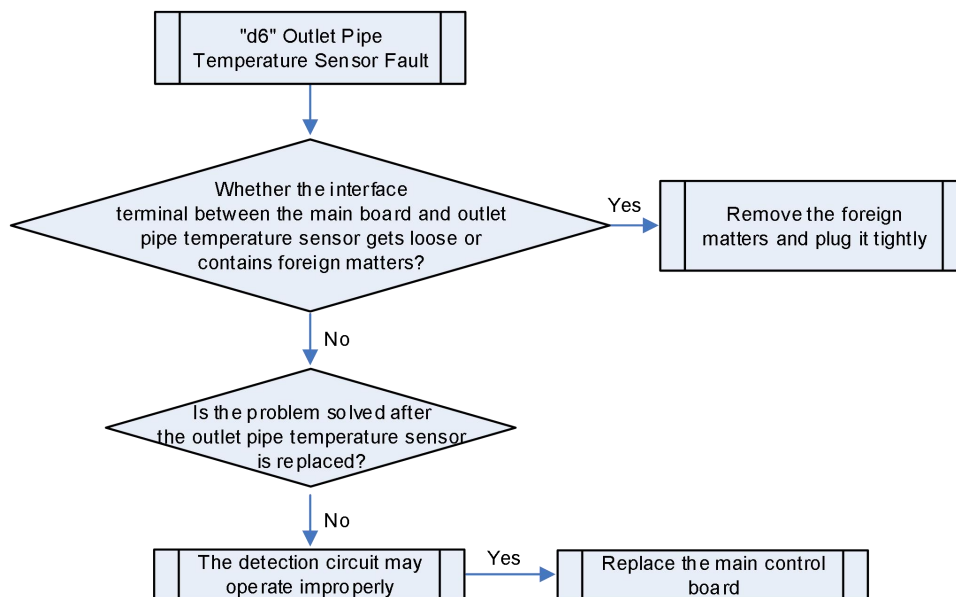 "d6" Outlet Pipe
Temperature Sensor Fault
Whether the interface
terminal between the main board and outlet
pipe temperature sensor gets loose or
contains foreign matters?
Yes
Remove the foreign
matters and plug it tightly
No
Is the problem solved after
the outlet pipe temperature sensor
is replaced?
No
The detection circuit may
operate improperly
Yes
Replace the main control
board